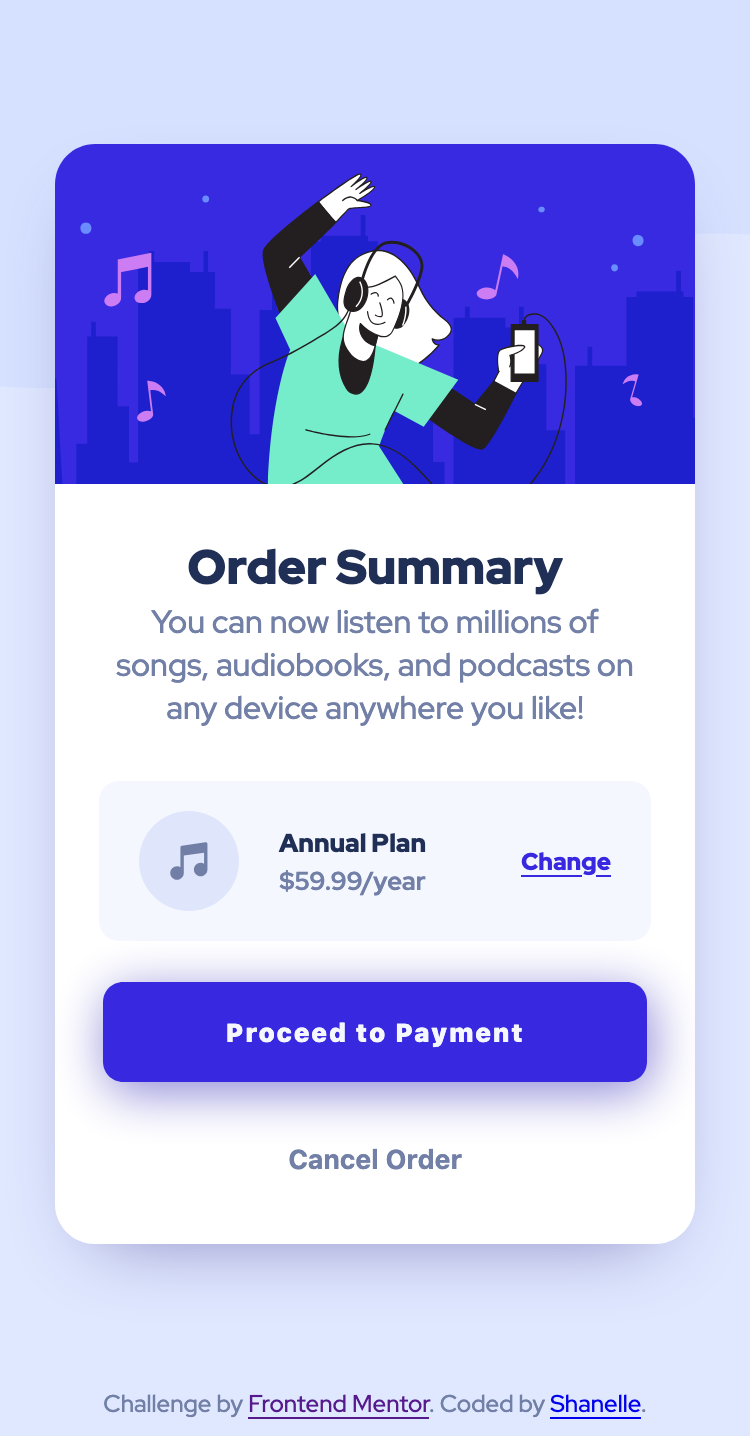 Order Summary
You can now listen to millions of
songs, audiobooks, and podcasts on
any device anywhere you like!
Annual Plan
$59.99/year
Change
Proceed to Payment
Cancel Order
Challenge by Frontend Mentor. Coded by Shanelle.